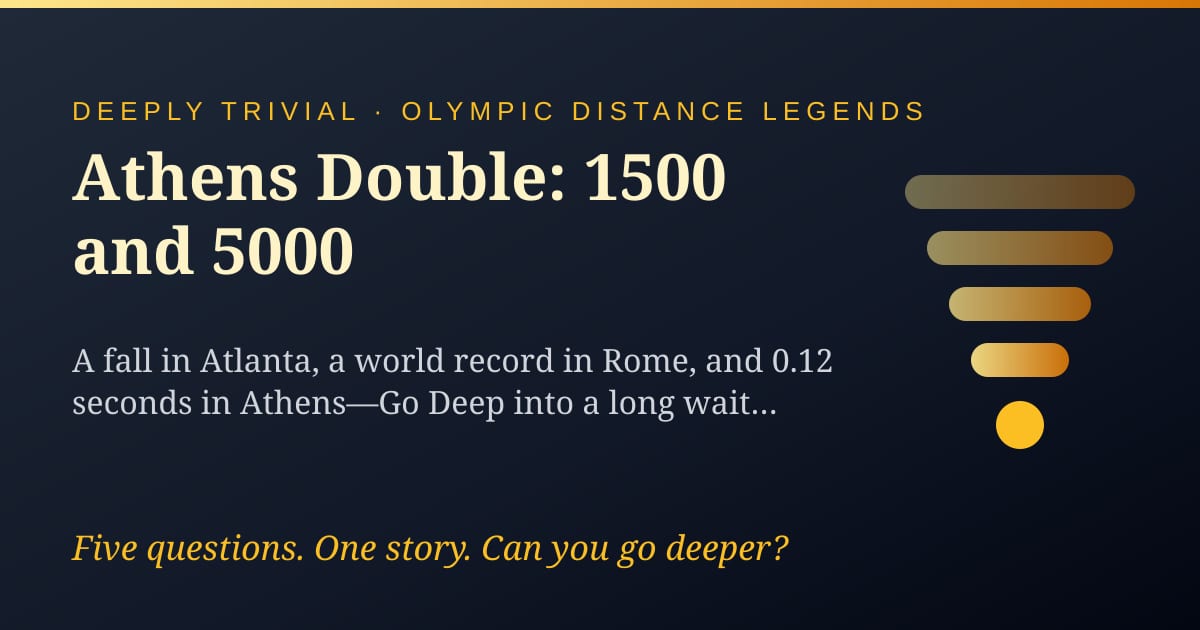 DEEPLY TRIVIAL · OLYMPIC DISTANCE LEGENDS
Athens Double: 1500
and 5000
A fall in Atlanta, a world record in Rome, and 0.12
seconds in Athens—Go Deep into a long wait...
Five questions. One story. Can you go deeper?